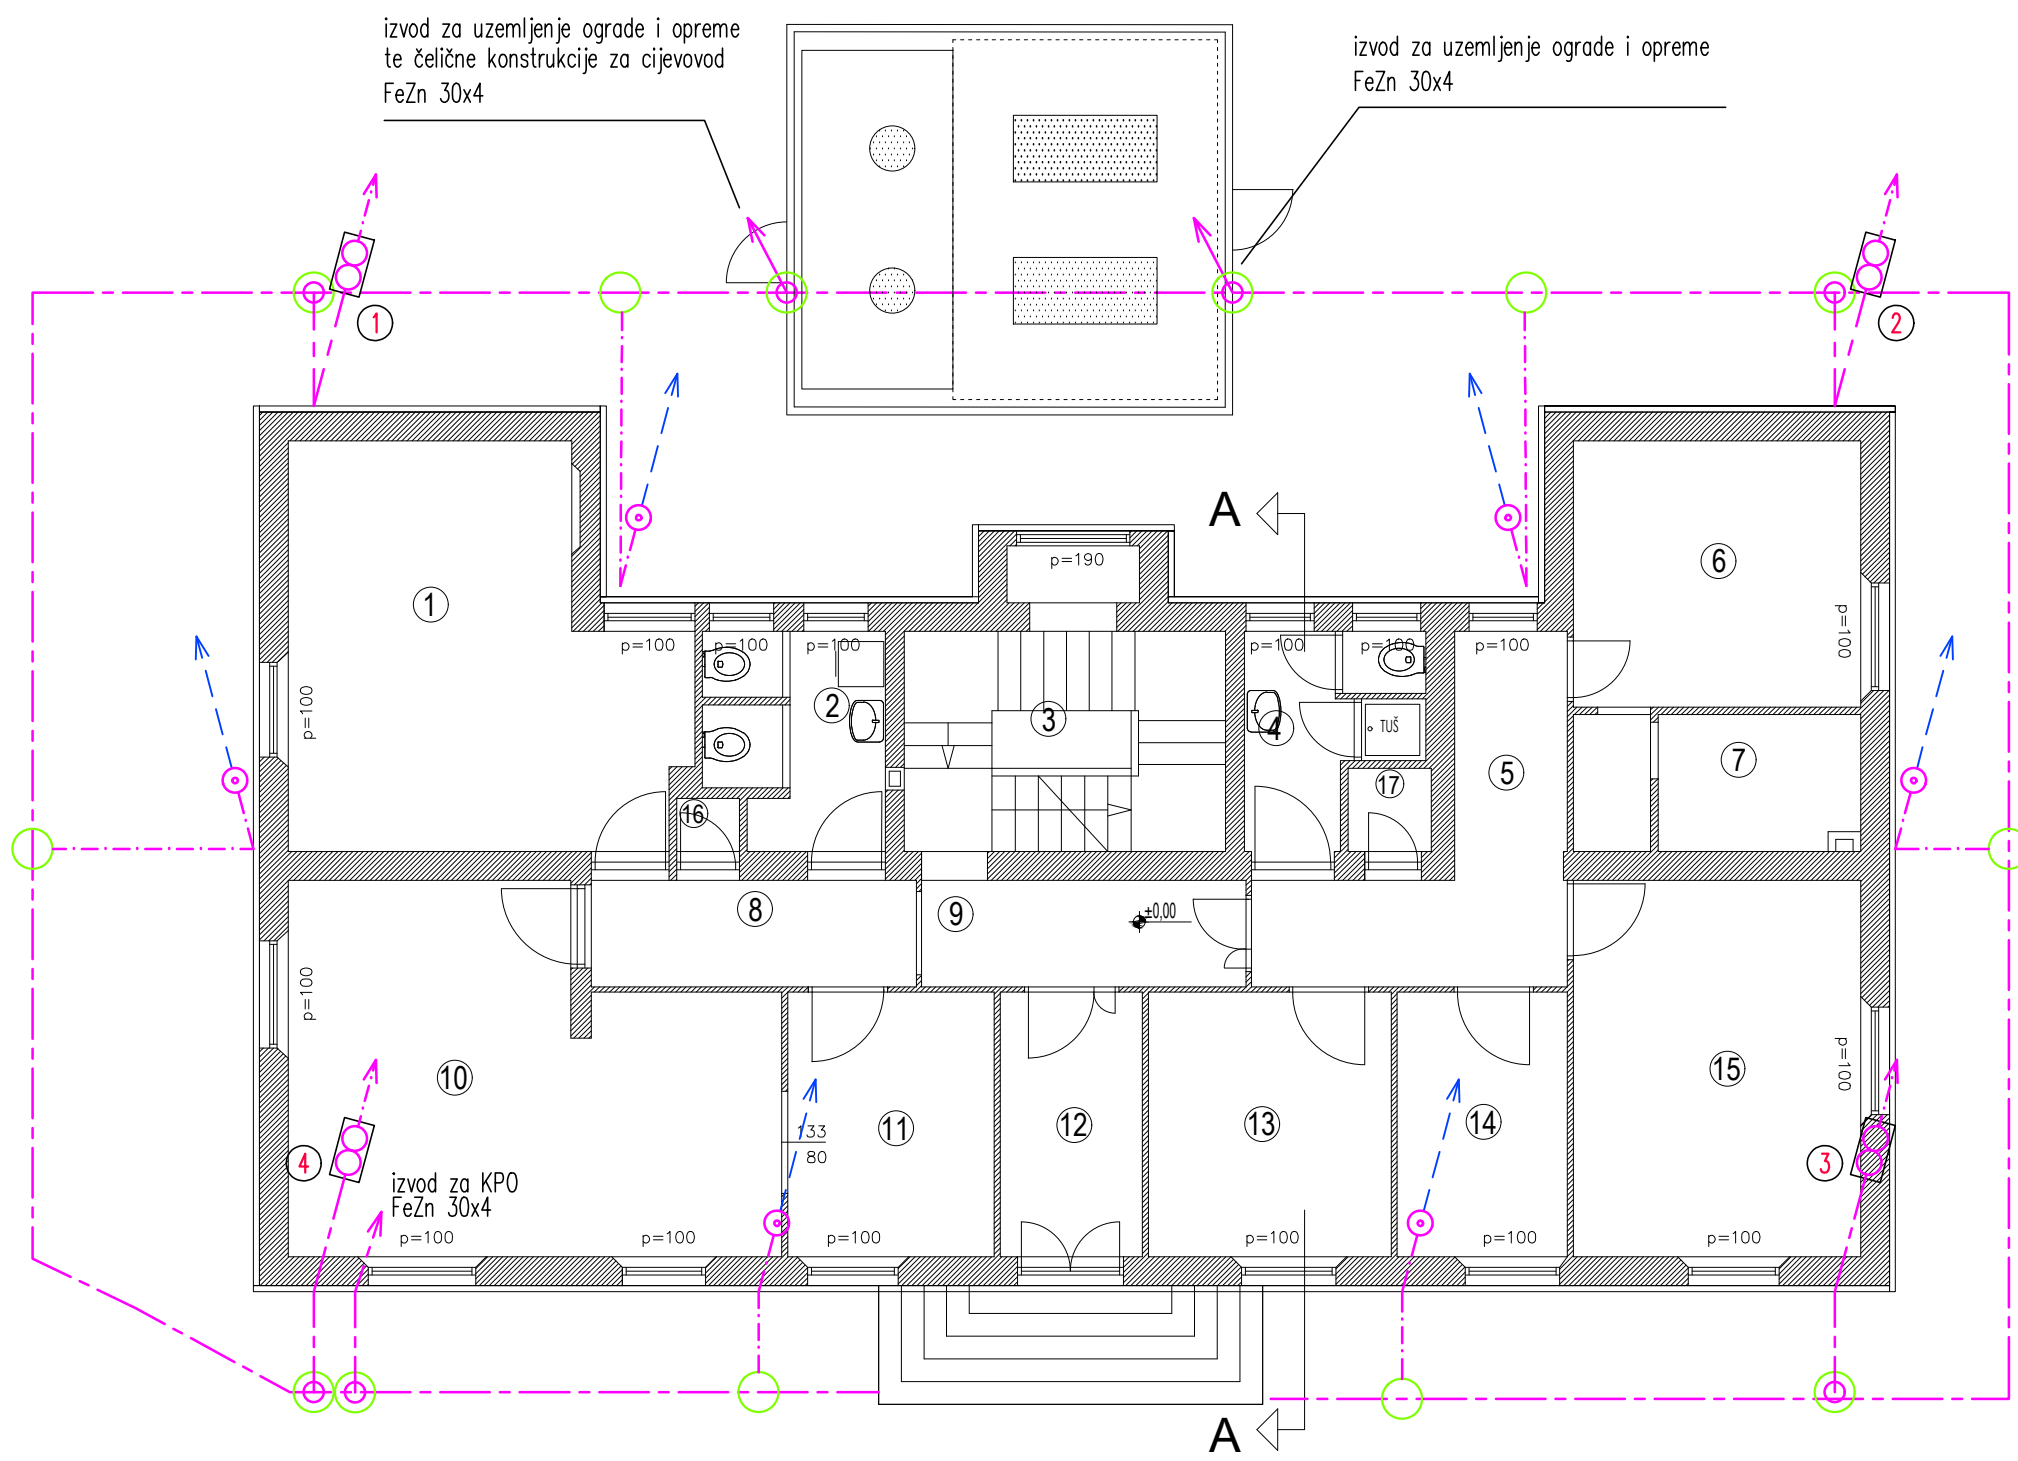 izvod za uzemljenje ograde i opreme
te čelične konstrukcije za cijevovod
FeZn 30x4
izvod za uzemljenje ograde i opreme
FeZn 30x4
1
2
A
p=190
6
1
p=100
p=100
p=100
p=100
p=100
p=100
p=100
p=100
2
3
4
TUŠ
5
7
17
16
8
9
±0,00
p=100
10
11
12
13
14
15
p=100
133
80
4
3
izvod za KPO
FeZn 30x4
p=100
p=100
p=100
p=100
p=100
p=100
A